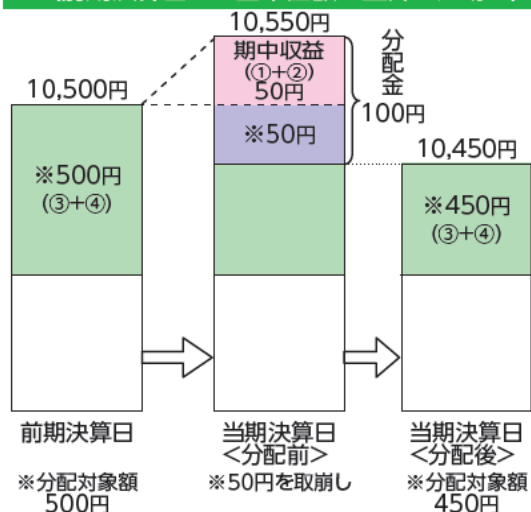 10,550円
期中収益
(①+②)
50円
分配金
100円
10,500円
※50円
10,450円
※500円
(③+④)
※450円
(③+④)
前期決算日
当期決算日
<分配前>
当期決算日
<分配後>
※分配対象額
500円
※50円を取崩し
※分配対象額
450円